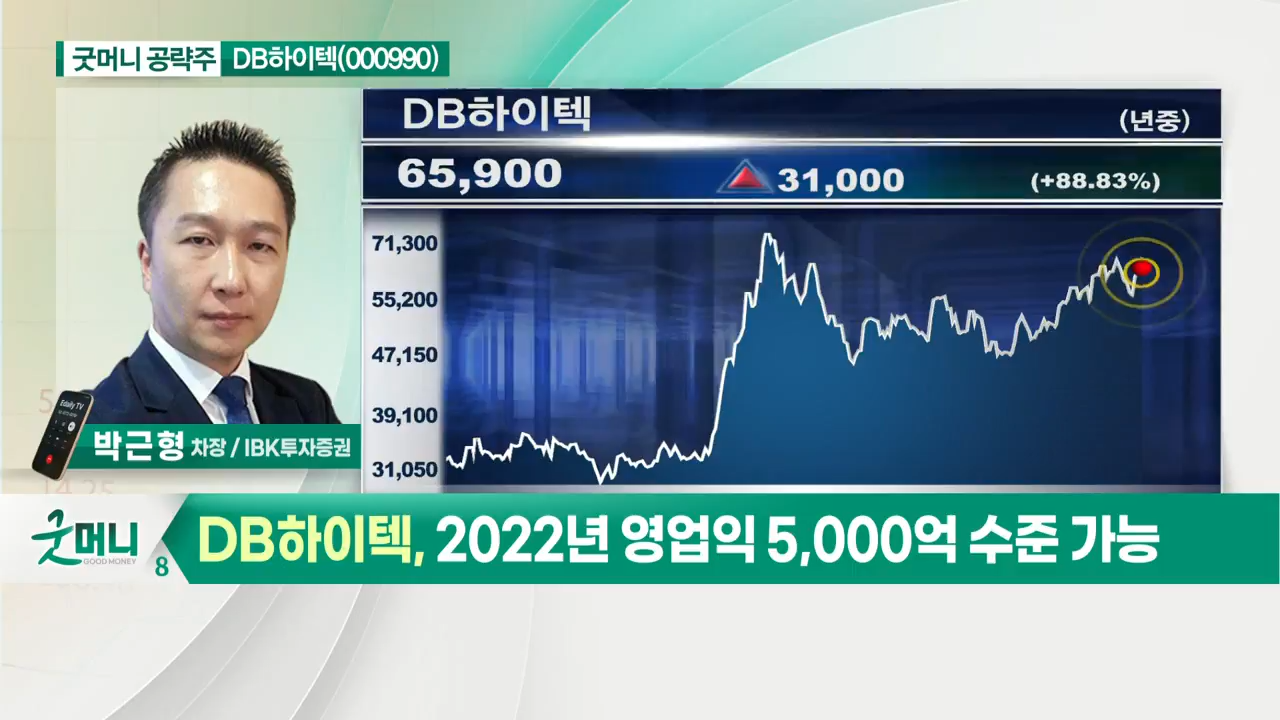 굿머니 공략주 DB하이텍(000990)
DB하이텍 (년중)
65,900 31,000 (+88.83%)
71,300
55,200
47,150
39,100
31,050
Edaily TV
박근형 차장 / IBK투자증권
굿머니
GOOD MONEY
8
DB하이텍, 2022년 영업익 5,000억 수준 가능